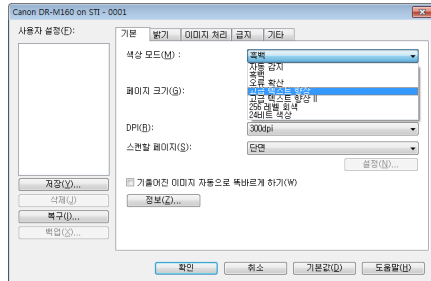 Canon DR-M160 on STI - 0001
사용자 설정(F):
기본 밝기 이미지 처리 급지 기타
색상 모드(M) :
흑백
자동 감지
흑백
오류 확산
고급 텍스트 향상
고급 텍스트 향상 II
256 레벨 회색
24비트 색상
페이지 크기(G):
DPI(R):
300dpi
스캔할 페이지(S):
단면
설정(N)...
기울어진 이미지 자동으로 똑바르게 하기(W)
정보(Z)...
저장(Y)...
삭제(J)
복구(I)...
백업(X)...
확인 취소 기본값(D) 도움말(H)